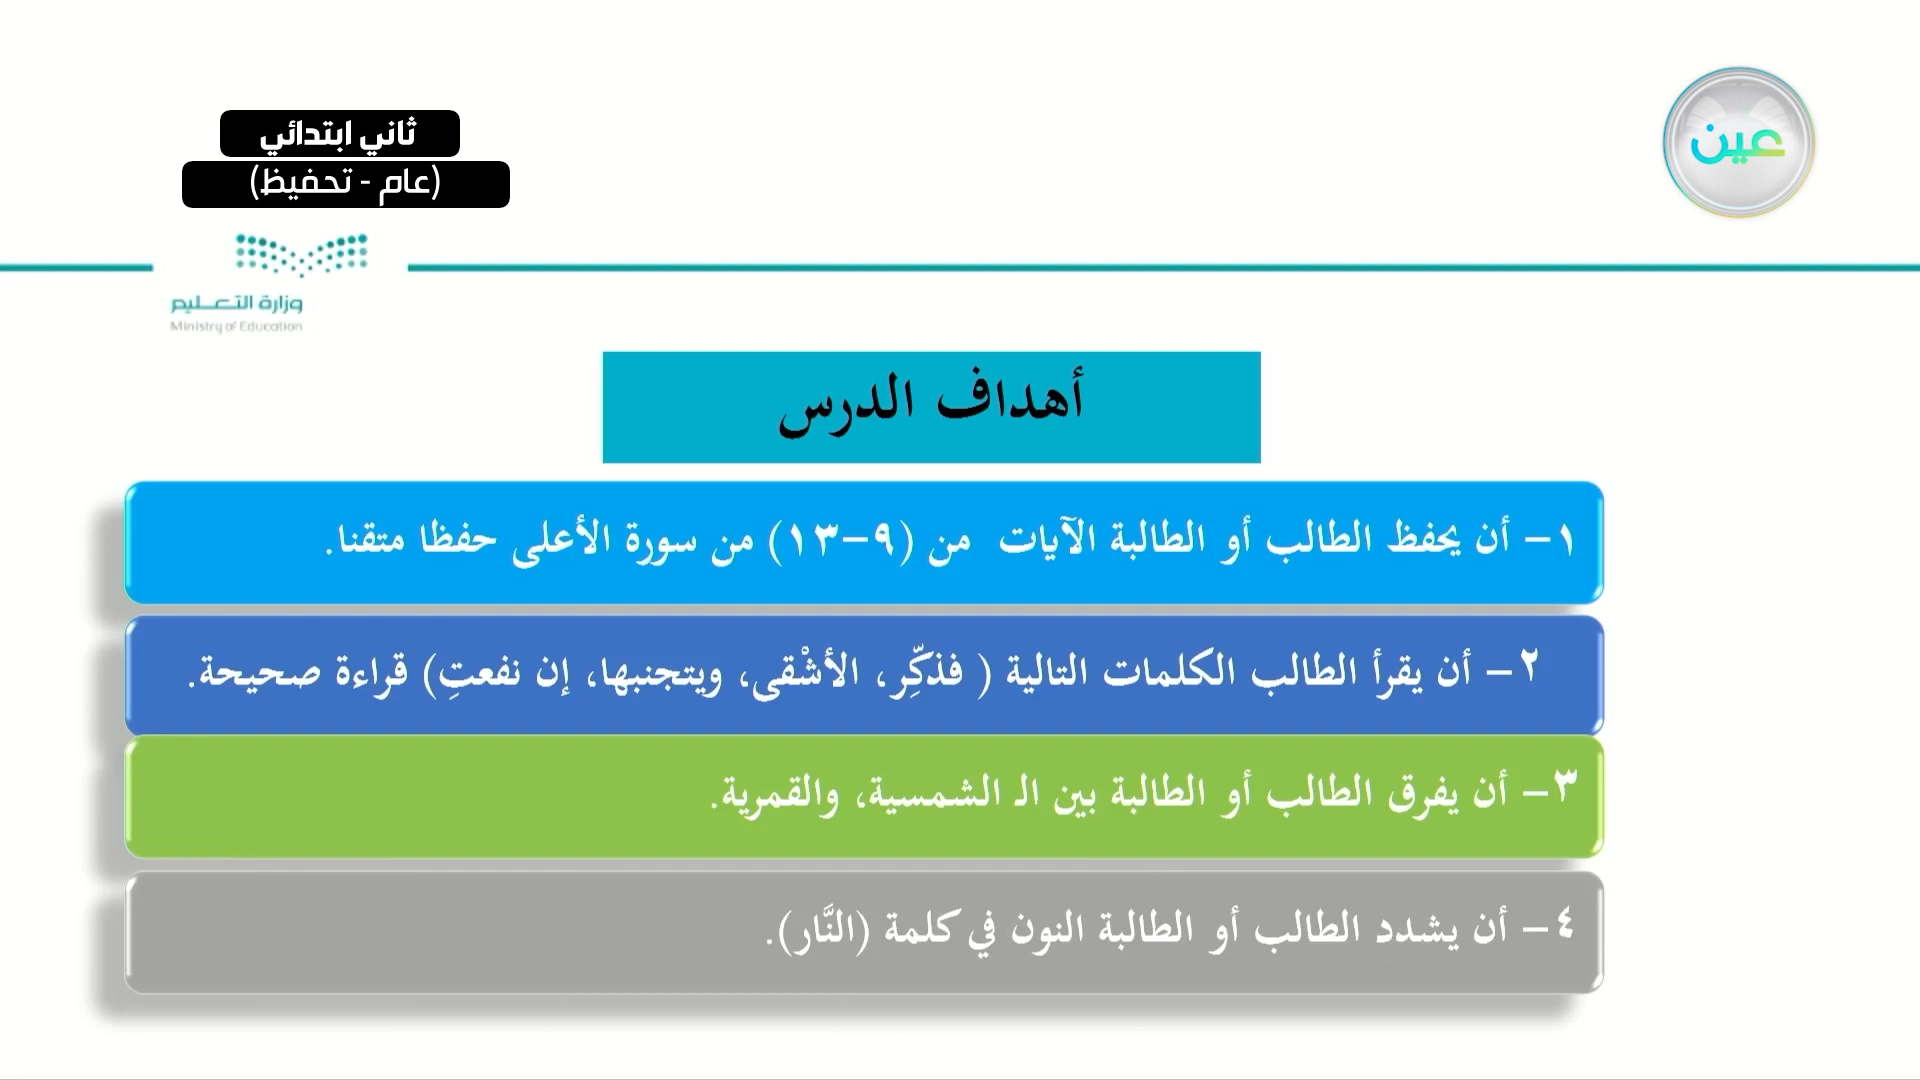 عين
ثاني ابتدائي
(عام - تحفيظ)
وزارة التعليم
Ministry of Education
أهداف الدرس
١- أن يحفظ الطالب أو الطالبة الآيات من (٩-١٣) من سورة الأعلى حفظا متقنا.
٢- أن يقرأ الطالب الكلمات التالية ( فذكِّر، الأشْقى، ويتجنبها، إن نفعتِ) قراءة صحيحة.
٣- أن يفرق الطالب أو الطالبة بين الـ الشمسية، والقمرية.
٤- أن يشدد الطالب أو الطالبة النون في كلمة (النَّار).